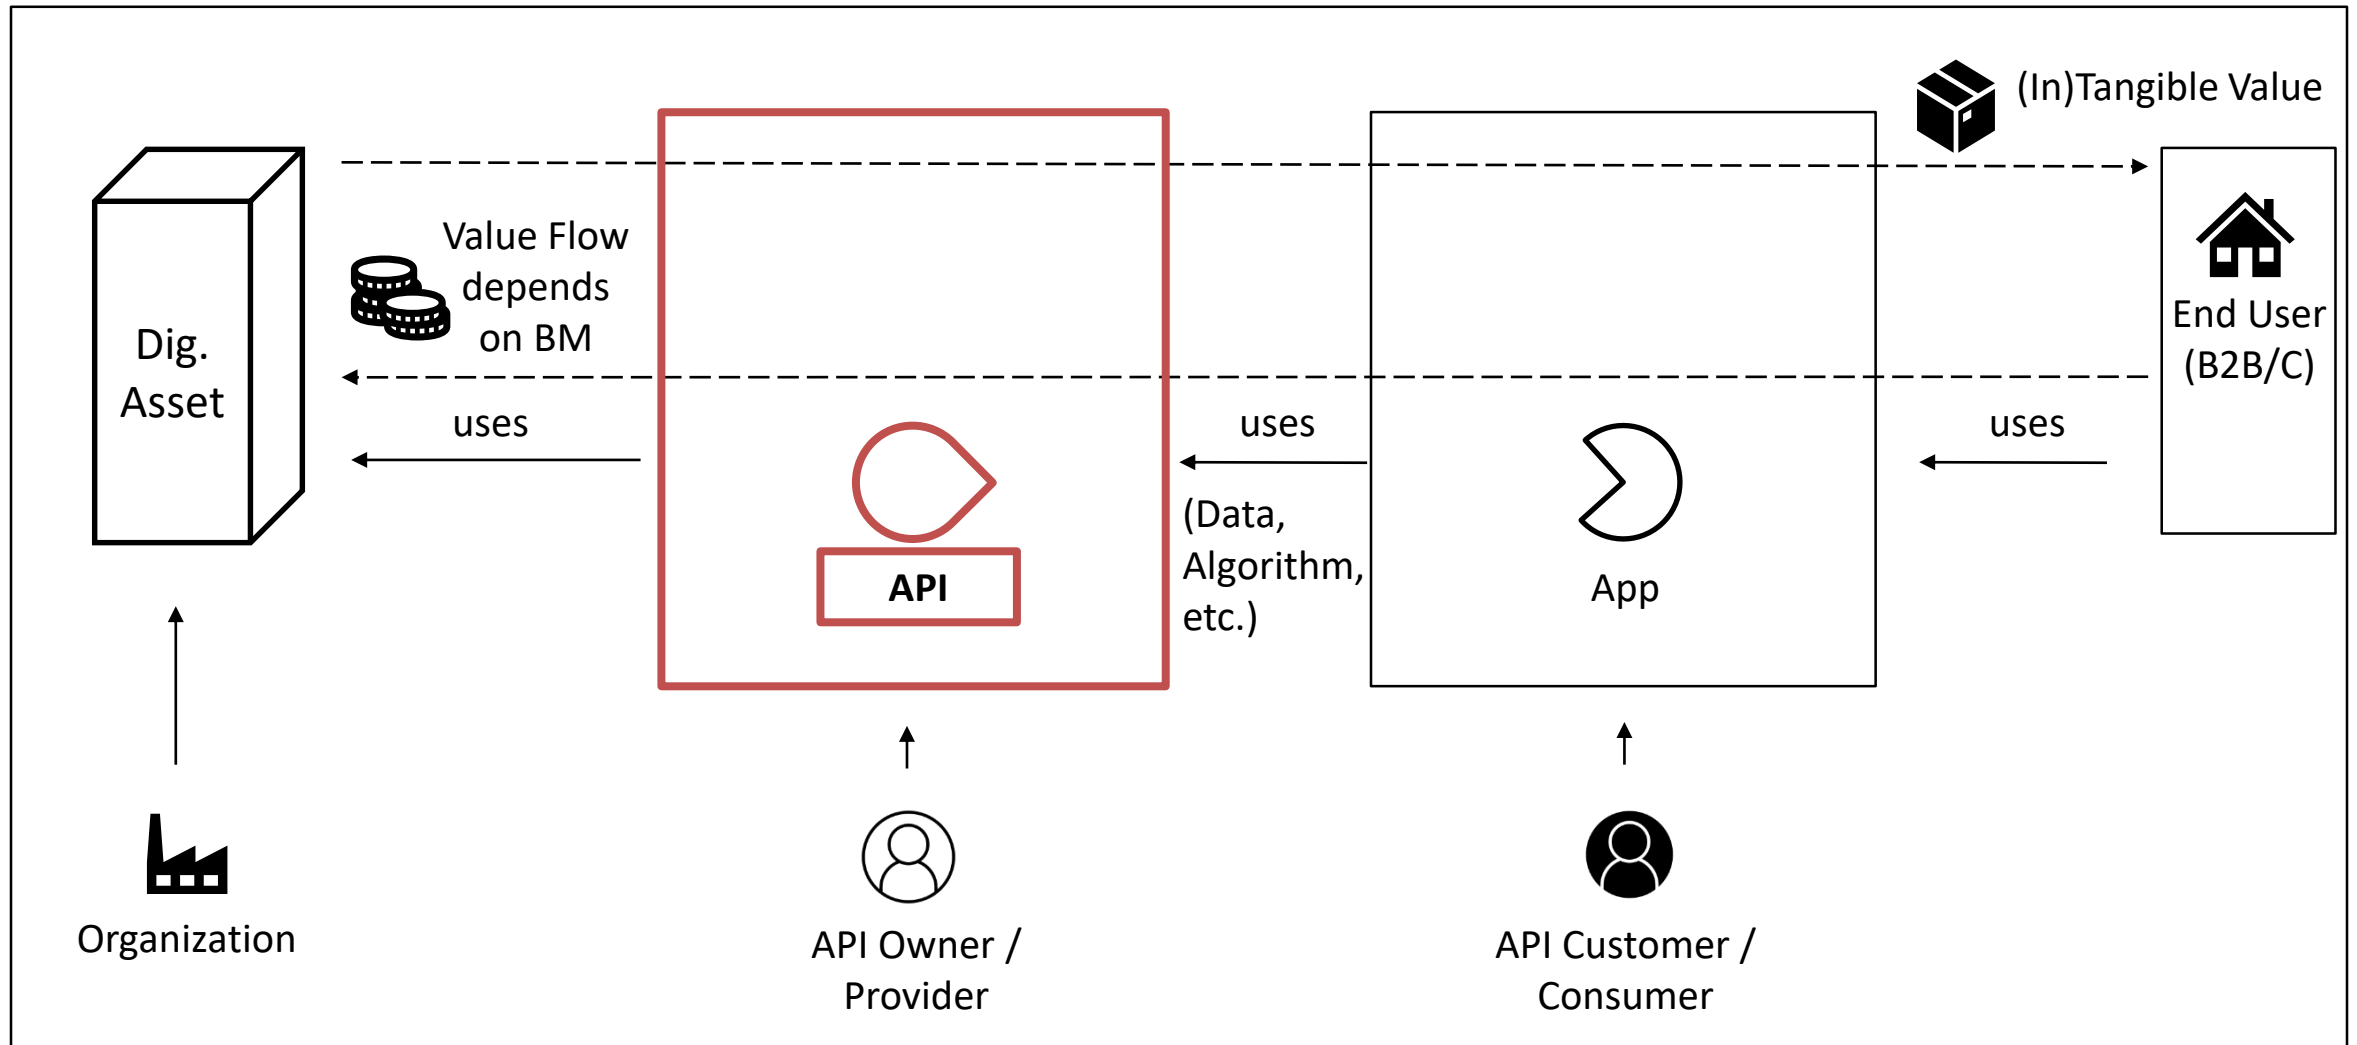 (In)Tangible Value
Value Flow
depends
on BM
Dig.
Asset
End User
(B2B/C)
uses
uses
uses
(Data,
Algorithm,
etc.)
API
App
Organization
API Owner /
Provider
API Customer /
Consumer